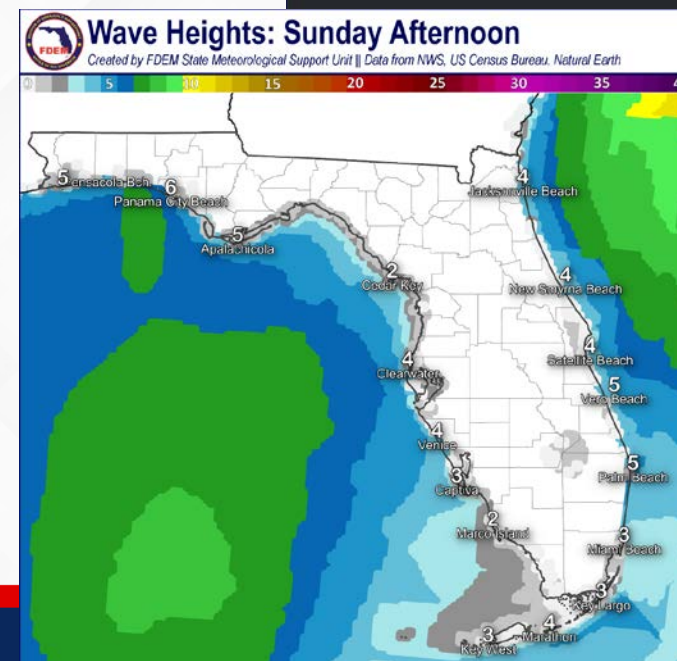 FDEM
Wave Heights: Sunday Afternoon
Created by FDEM State Meteorological Support Unit || Data from NWS, US Census Bureau, Natural Earth
0 5 10 15 20 25 30 35
5
Pensacola Bch
6
Panama City Beach
4
Jacksonville Beach
5
Apalachicola
2
Cedar Key
4
New Smyrna Beach
4
Satellite Beach
4
Clearwater
5
Vero Beach
4
Venice
5
Palm Beach
3
Captiva
2
Marco Island
3
Miami Beach
3
Key Largo
4
Marathon
3
Key West